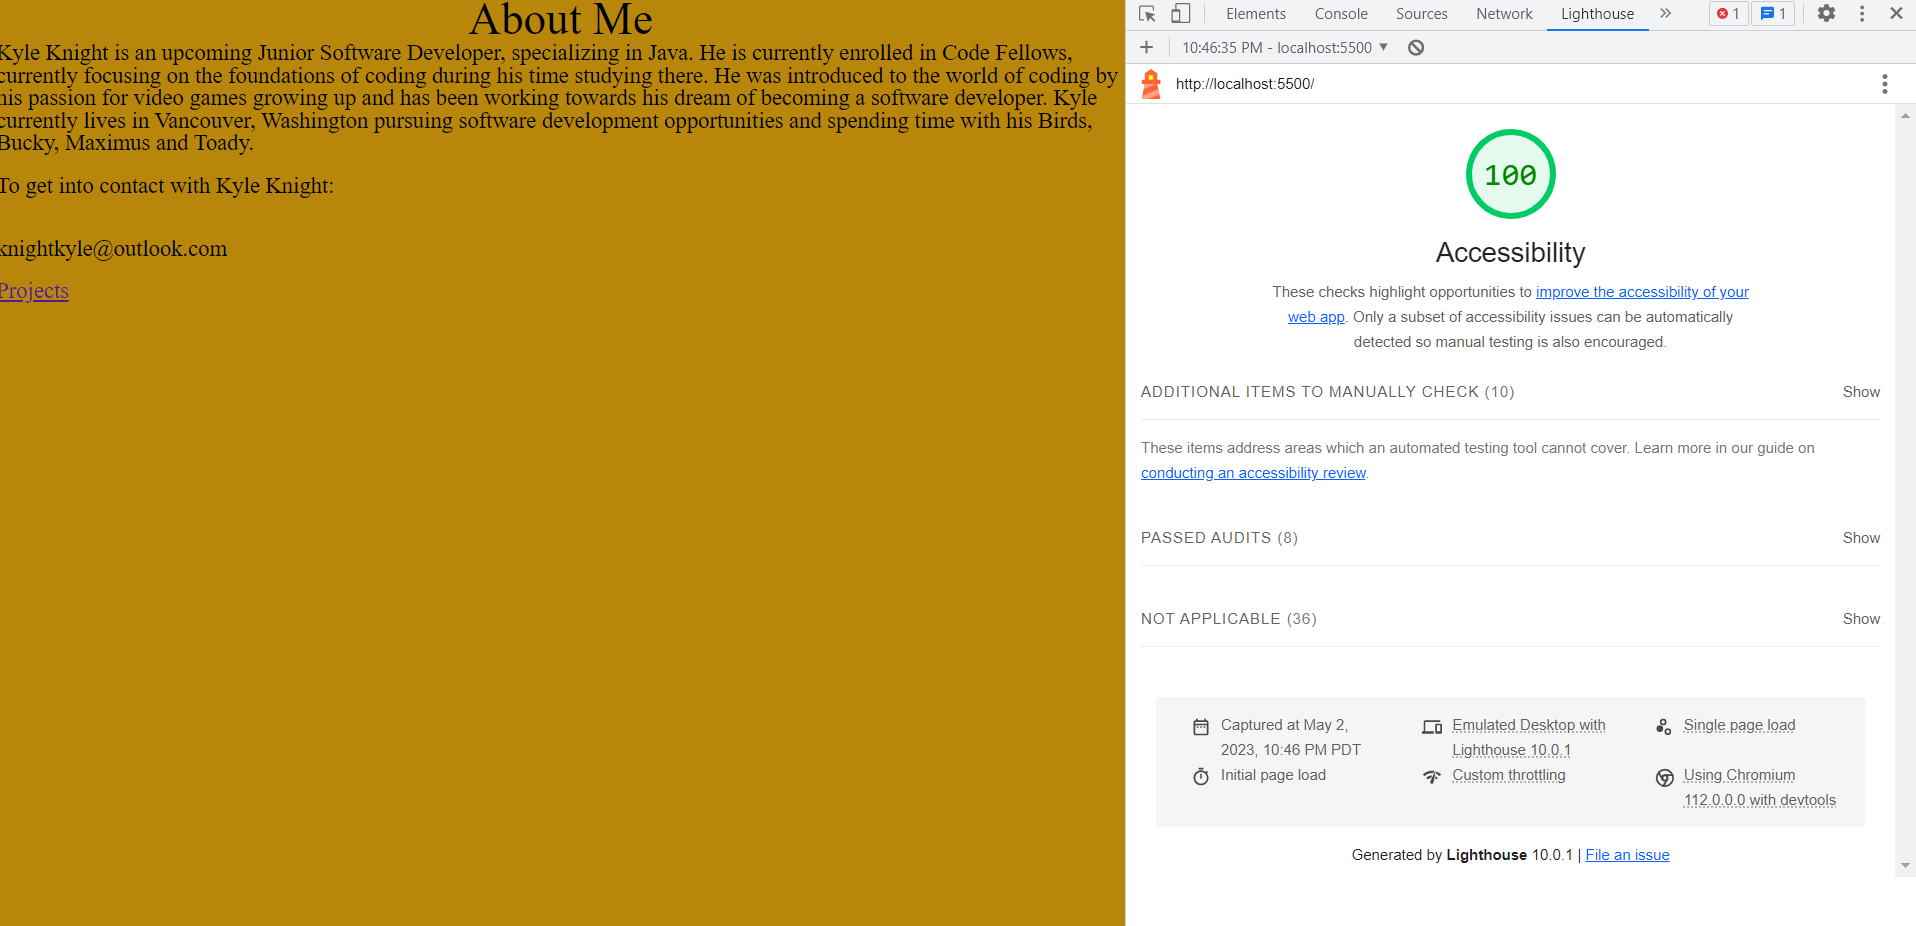 About Me
Kyle Knight is an upcoming Junior Software Developer, specializing in Java. He is currently enrolled in Code Fellows,
currently focusing on the foundations of coding during his time studying there. He was introduced to the world of coding by
his passion for video games growing up and has been working towards his dream of becoming a software developer. Kyle
currently lives in Vancouver, Washington pursuing software development opportunities and spending time with his Birds,
Bucky, Maximus and Toady.
To get into contact with Kyle Knight:
knightkyle@outlook.com
Projects
Elements Console Sources Network Lighthouse » 1 1
10:46:35 PM - localhost:5500
http://localhost:5500/
100
Accessibility
These checks highlight opportunities to improve the accessibility of your
web app. Only a subset of accessibility issues can be automatically
detected so manual testing is also encouraged.
ADDITIONAL ITEMS TO MANUALLY CHECK (10) Show
These items address areas which an automated testing tool cannot cover. Learn more in our guide on
conducting an accessibility review.
PASSED AUDITS (8) Show
NOT APPLICABLE (36) Show
Captured at May 2,
2023, 10:46 PM PDT
Initial page load
Emulated Desktop with
Lighthouse 10.0.1
Custom throttling
Single page load
Using Chromium
112.0.0.0 with devtools
Generated by Lighthouse 10.0.1 | File an issue